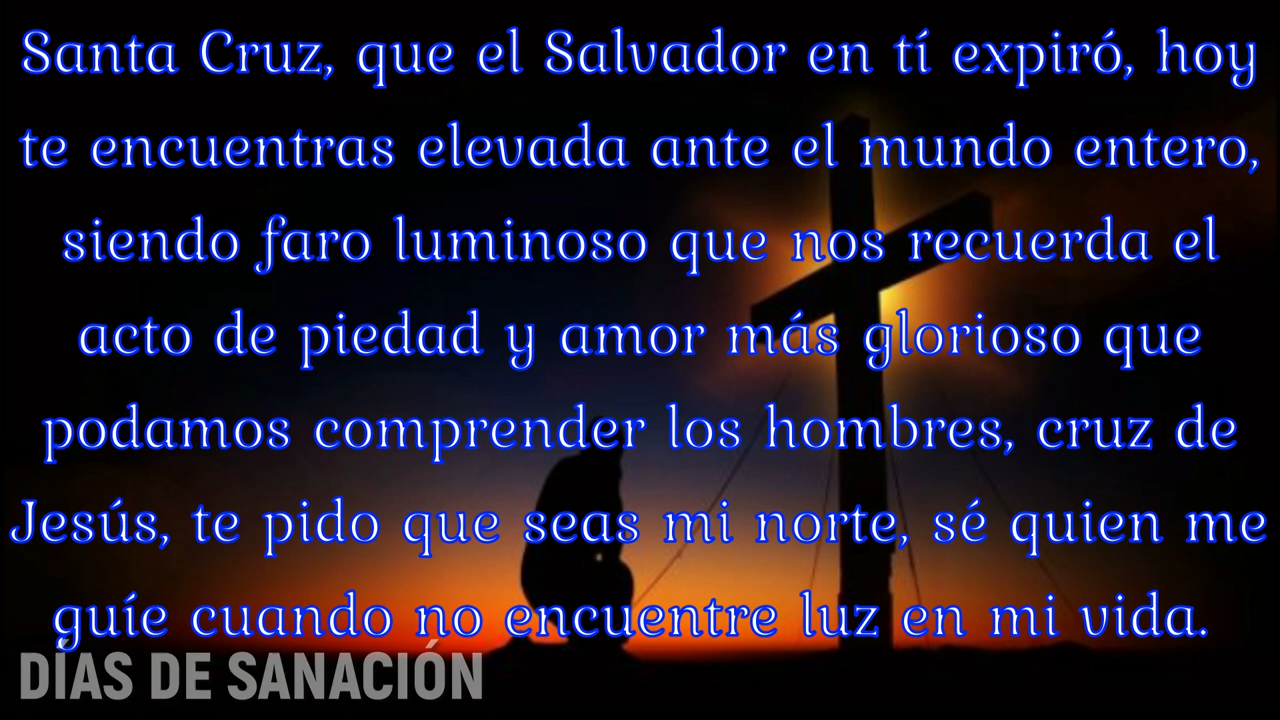 Santa Cruz, que el Salvador en tí expiró, hoy
te encuentras elevada ante el mundo entero,
siendo faro luminoso que nos recuerda el
acto de piedad y amor más glorioso que
podamos comprender los hombres, cruz de
Jesús, te pido que seas mi norte, sé quien me
guíe cuando no encuentre luz en mi vida.
DÍAS DE SANACIÓN